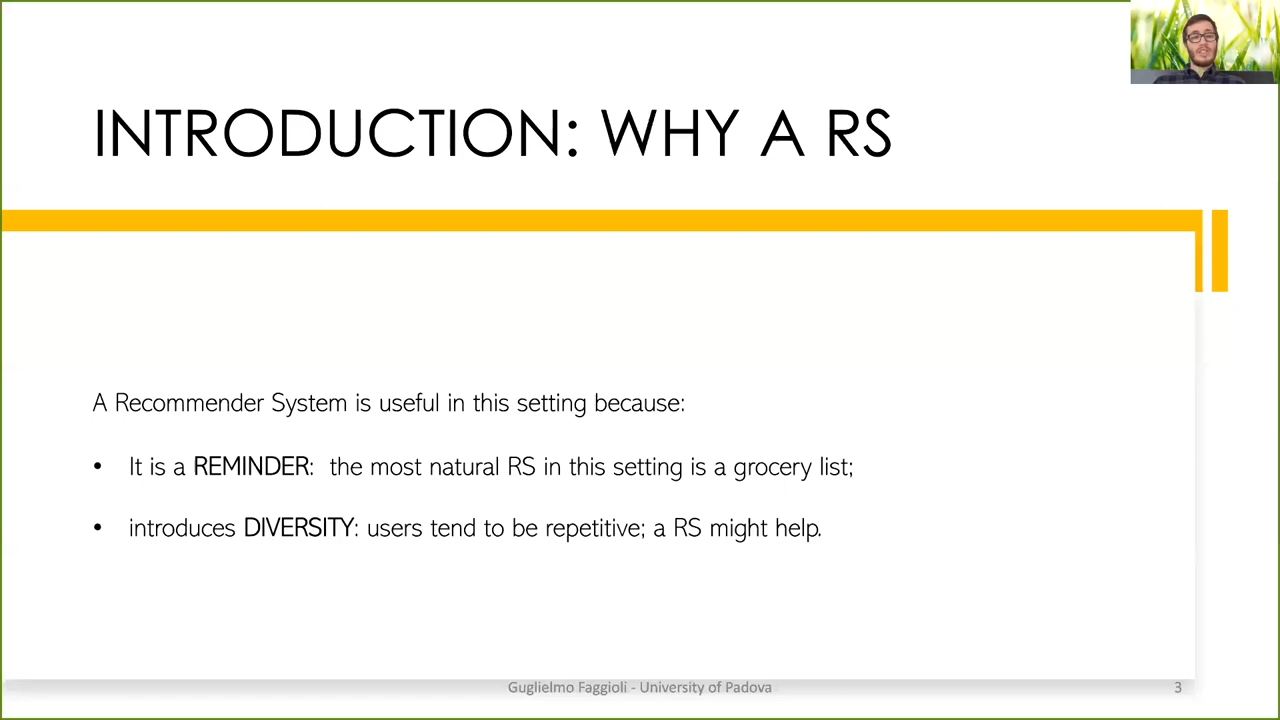 INTRODUCTION: WHY A RS
A Recommender System is useful in this setting because:
• It is a REMINDER: the most natural RS in this setting is a grocery list;
• introduces DIVERSITY: users tend to be repetitive; a RS might help.
Guglielmo Faggioli - University of Padova
3